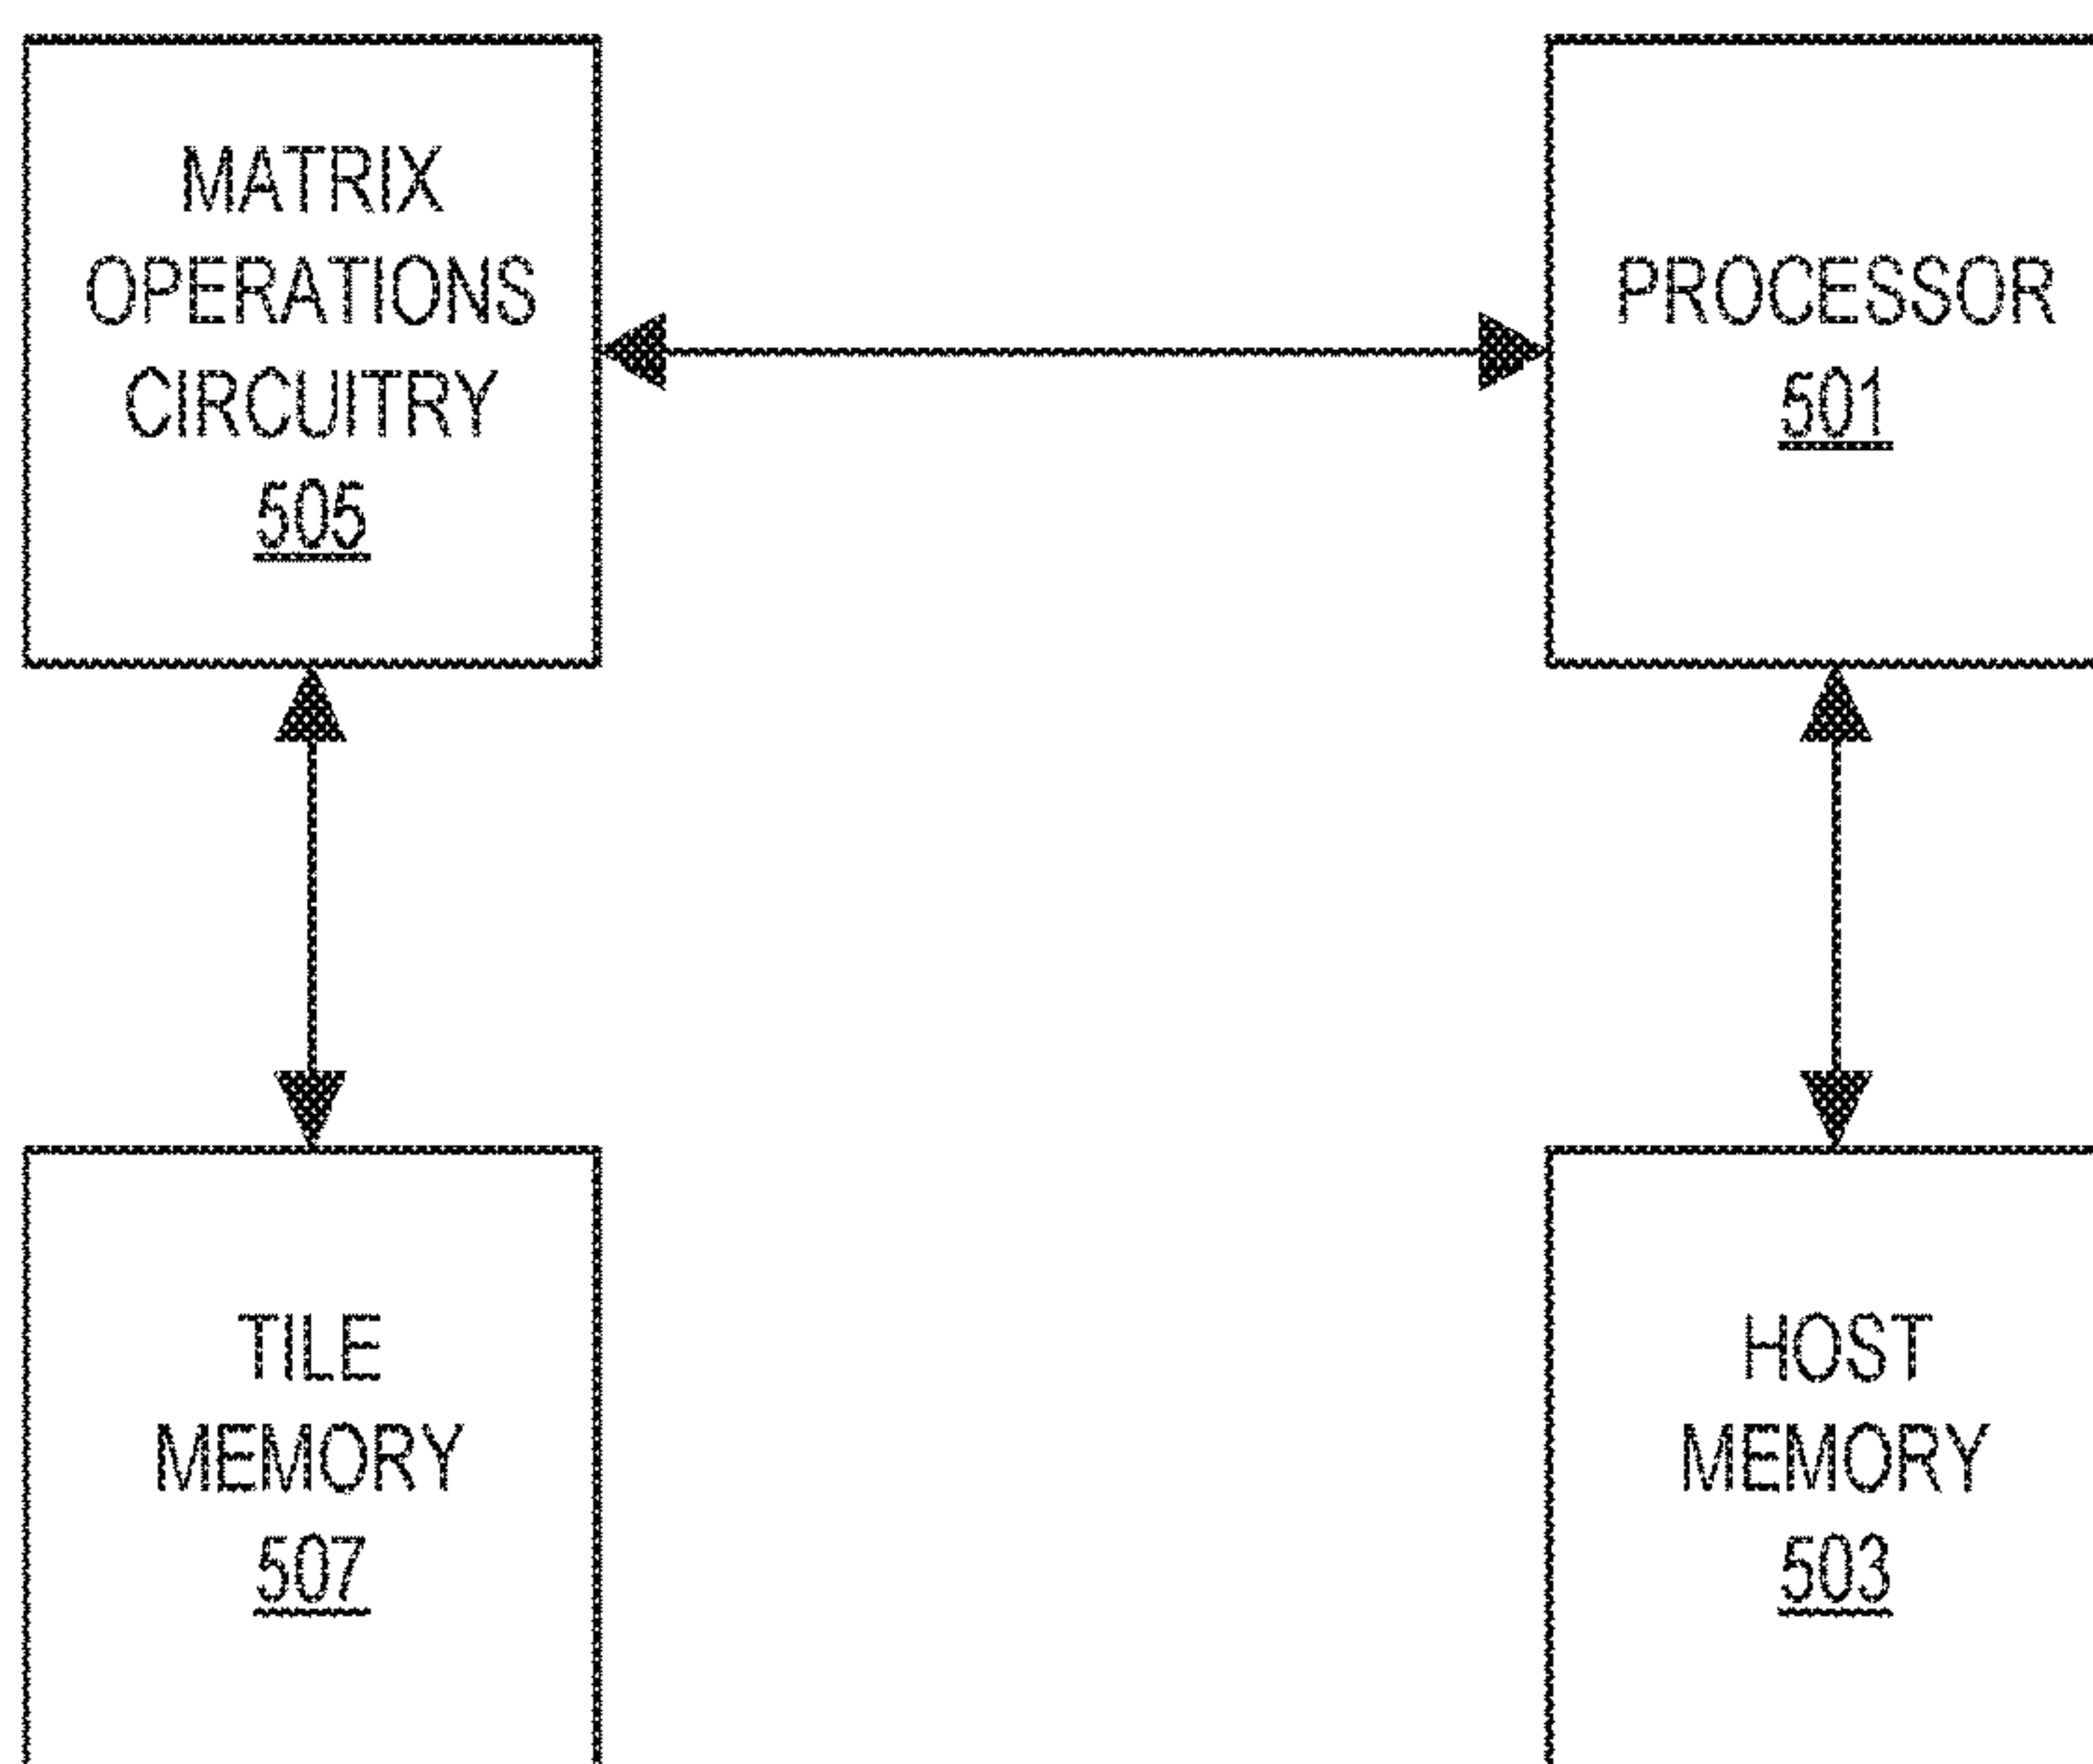 MATRIX
OPERATIONS
CIRCUITRY
505
PROCESSOR
501
TILE
MEMORY
507
HOST
MEMORY
503